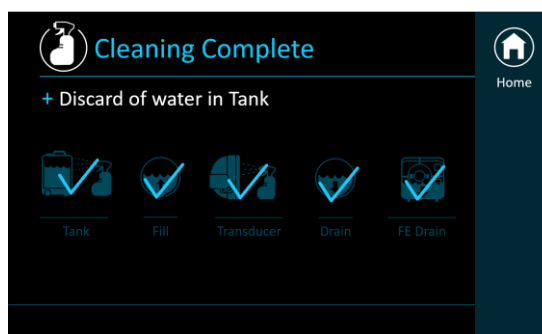 Cleaning Complete
Home
+ Discard of water in Tank
Tank
Fill
Transducer
Drain
FE Drain